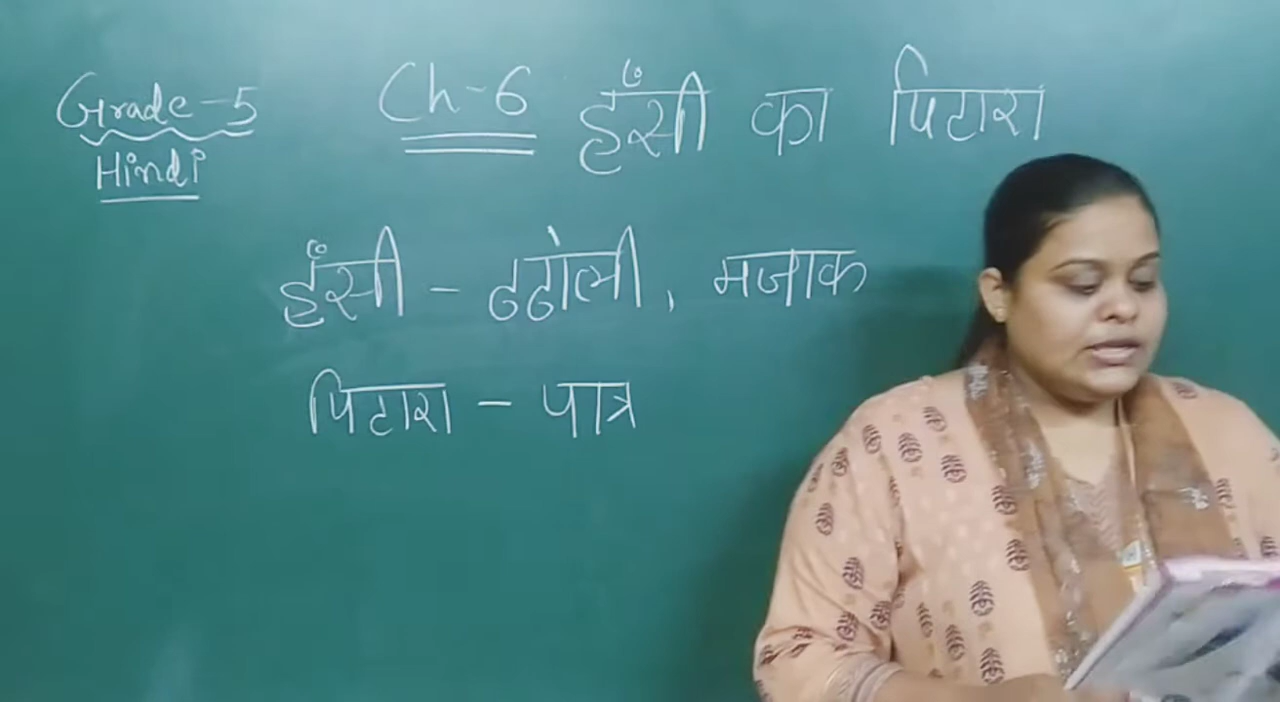 Grade-5 Ch-6 हँसी का पिटारा
Hindi
हँसी - ठठोली, मजाक
पिटारा - पात्र